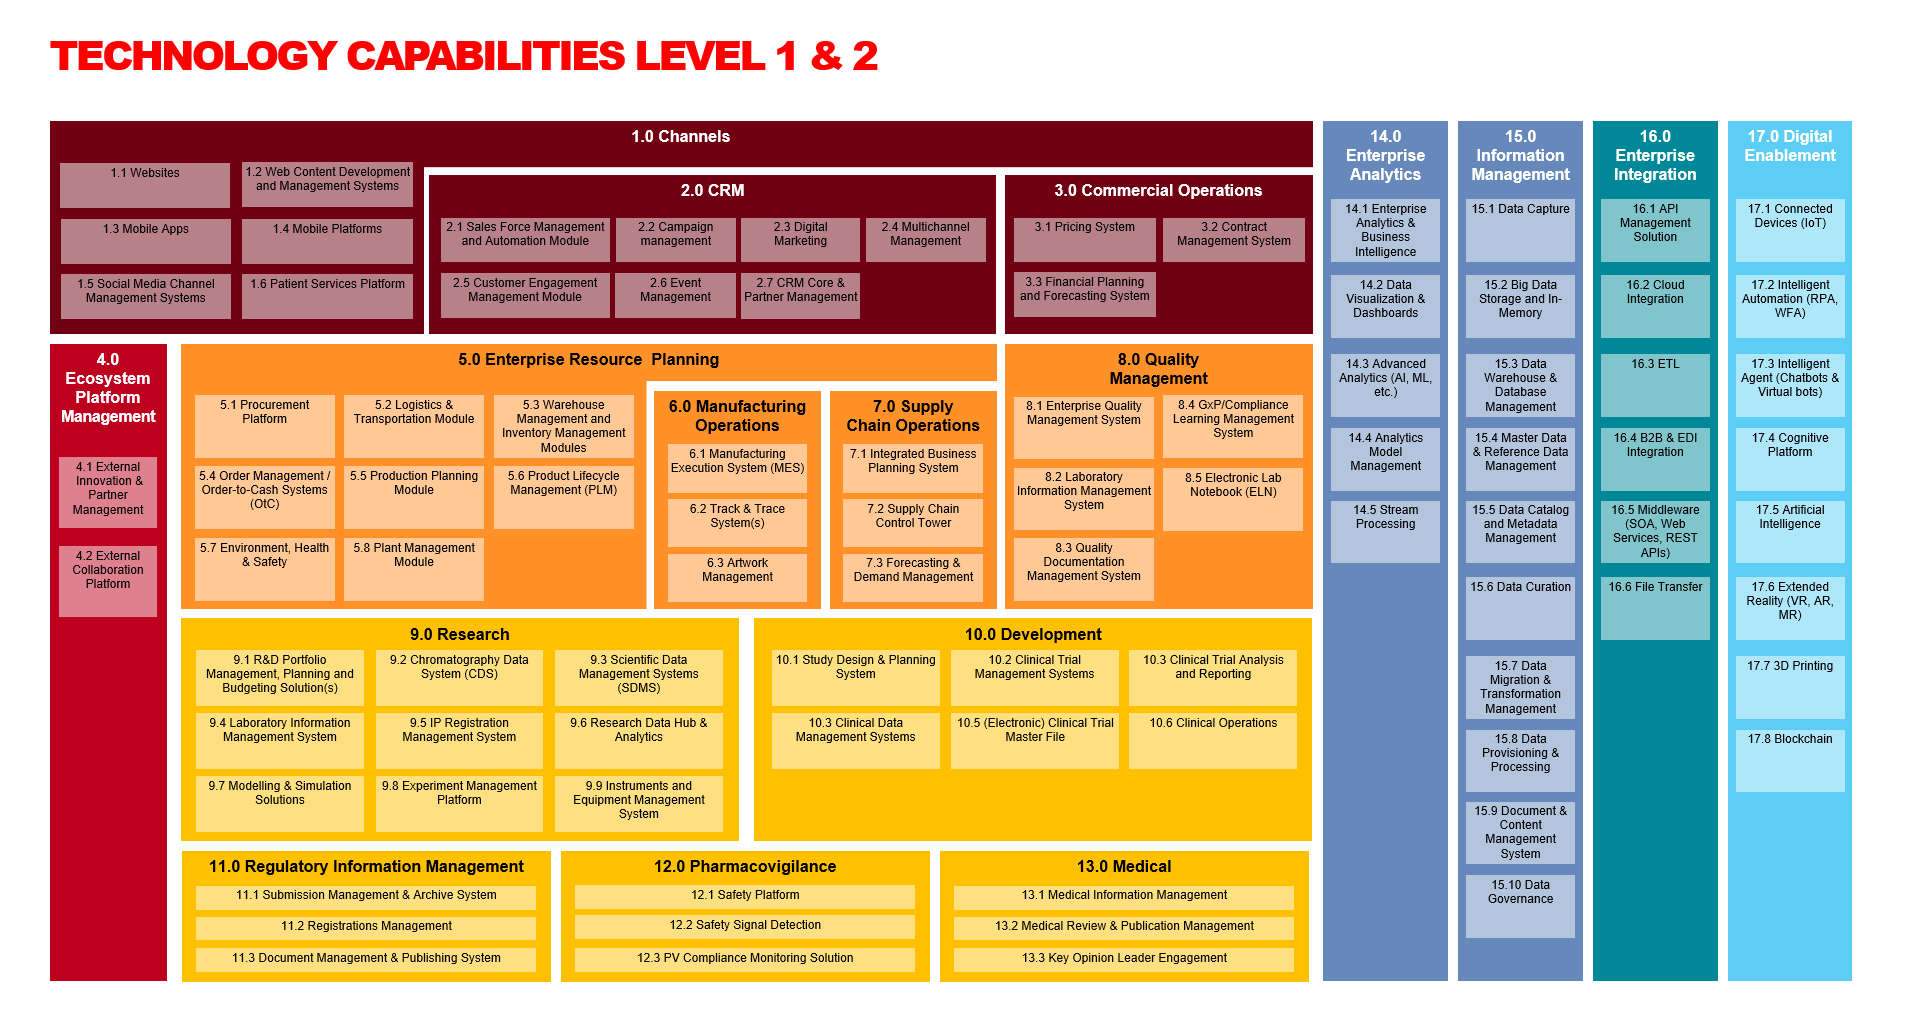 TECHNOLOGY CAPABILITIES LEVEL 1 & 2
1.0 Channels
1.1 Websites
1.2 Web Content Development
and Management Systems
1.3 Mobile Apps
1.4 Mobile Platforms
1.5 Social Media Channel
Management Systems
1.6 Patient Services Platform
2.0 CRM
2.1 Sales Force Management
and Automation Module
2.2 Campaign
management
2.3 Digital
Marketing
2.4 Multichannel
Management
2.5 Customer Engagement
Management Module
2.6 Event
Management
2.7 CRM Core &
Partner Management
3.0 Commercial Operations
3.1 Pricing System
3.2 Contract
Management System
3.3 Financial Planning
and Forecasting System
4.0
Ecosystem
Platform
Management
4.1 External
Innovation &
Partner
Management
4.2 External
Collaboration
Platform
5.0 Enterprise Resource  Planning
5.1 Procurement
Platform
5.2 Logistics &
Transportation Module
5.3 Warehouse
Management and
Inventory Management
Modules
5.4 Order Management /
Order-to-Cash Systems
(OtC)
5.5 Production Planning
Module
5.6 Product Lifecycle
Management (PLM)
5.7 Environment, Health
& Safety
5.8 Plant Management
Module
6.0 Manufacturing
Operations
6.1 Manufacturing
Execution System (MES)
6.2 Track & Trace
System(s)
6.3 Artwork
Management
7.0 Supply
Chain Operations
7.1 Integrated Business
Planning System
7.2 Supply Chain
Control Tower
7.3 Forecasting &
Demand Management
8.0 Quality
Management
8.1 Enterprise Quality
Management System
8.4 GxP/Compliance
Learning Management
System
8.2 Laboratory
Information Management
System
8.5 Electronic Lab
Notebook (ELN)
8.3 Quality
Documentation
Management System
9.0 Research
9.1 R&D Portfolio
Management, Planning and
Budgeting Solution(s)
9.2 Chromatography Data
System (CDS)
9.3 Scientific Data
Management Systems
(SDMS)
9.4 Laboratory Information
Management System
9.5 IP Registration
Management System
9.6 Research Data Hub &
Analytics
9.7 Modelling & Simulation
Solutions
9.8 Experiment Management
Platform
9.9 Instruments and
Equipment Management
System
10.0 Development
10.1 Study Design & Planning
System
10.2 Clinical Trial
Management Systems
10.3 Clinical Trial Analysis
and Reporting
10.3 Clinical Data
Management Systems
10.5 (Electronic) Clinical Trial
Master File
10.6 Clinical Operations
11.0 Regulatory Information Management
11.1 Submission Management & Archive System
11.2 Registrations Management
11.3 Document Management & Publishing System
12.0 Pharmacovigilance
12.1 Safety Platform
12.2 Safety Signal Detection
12.3 PV Compliance Monitoring Solution
13.0 Medical
13.1 Medical Information Management
13.2 Medical Review & Publication Management
13.3 Key Opinion Leader Engagement
14.0
Enterprise
Analytics
14.1 Enterprise
Analytics &
Business
Intelligence
14.2 Data
Visualization &
Dashboards
14.3 Advanced
Analytics (AI, ML,
etc.)
14.4 Analytics
Model
Management
14.5 Stream
Processing
15.0
Information
Management
15.1 Data Capture
15.2 Big Data
Storage and In-
Memory
15.3 Data
Warehouse &
Database
Management
15.4 Master Data
& Reference Data
Management
15.5 Data Catalog
and Metadata
Management
15.6 Data Curation
15.7 Data
Migration &
Transformation
Management
15.8 Data
Provisioning &
Processing
15.9 Document &
Content
Management
System
15.10 Data
Governance
16.0
Enterprise
Integration
16.1 API
Management
Solution
16.2 Cloud
Integration
16.3 ETL
16.4 B2B & EDI
Integration
16.5 Middleware
(SOA, Web
Services, REST
APIs)
16.6 File Transfer
17.0 Digital
Enablement
17.1 Connected
Devices (IoT)
17.2 Intelligent
Automation (RPA,
WFA)
17.3 Intelligent
Agent (Chatbots &
Virtual bots)
17.4 Cognitive
Platform
17.5 Artificial
Intelligence
17.6 Extended
Reality (VR, AR,
MR)
17.7 3D Printing
17.8 Blockchain